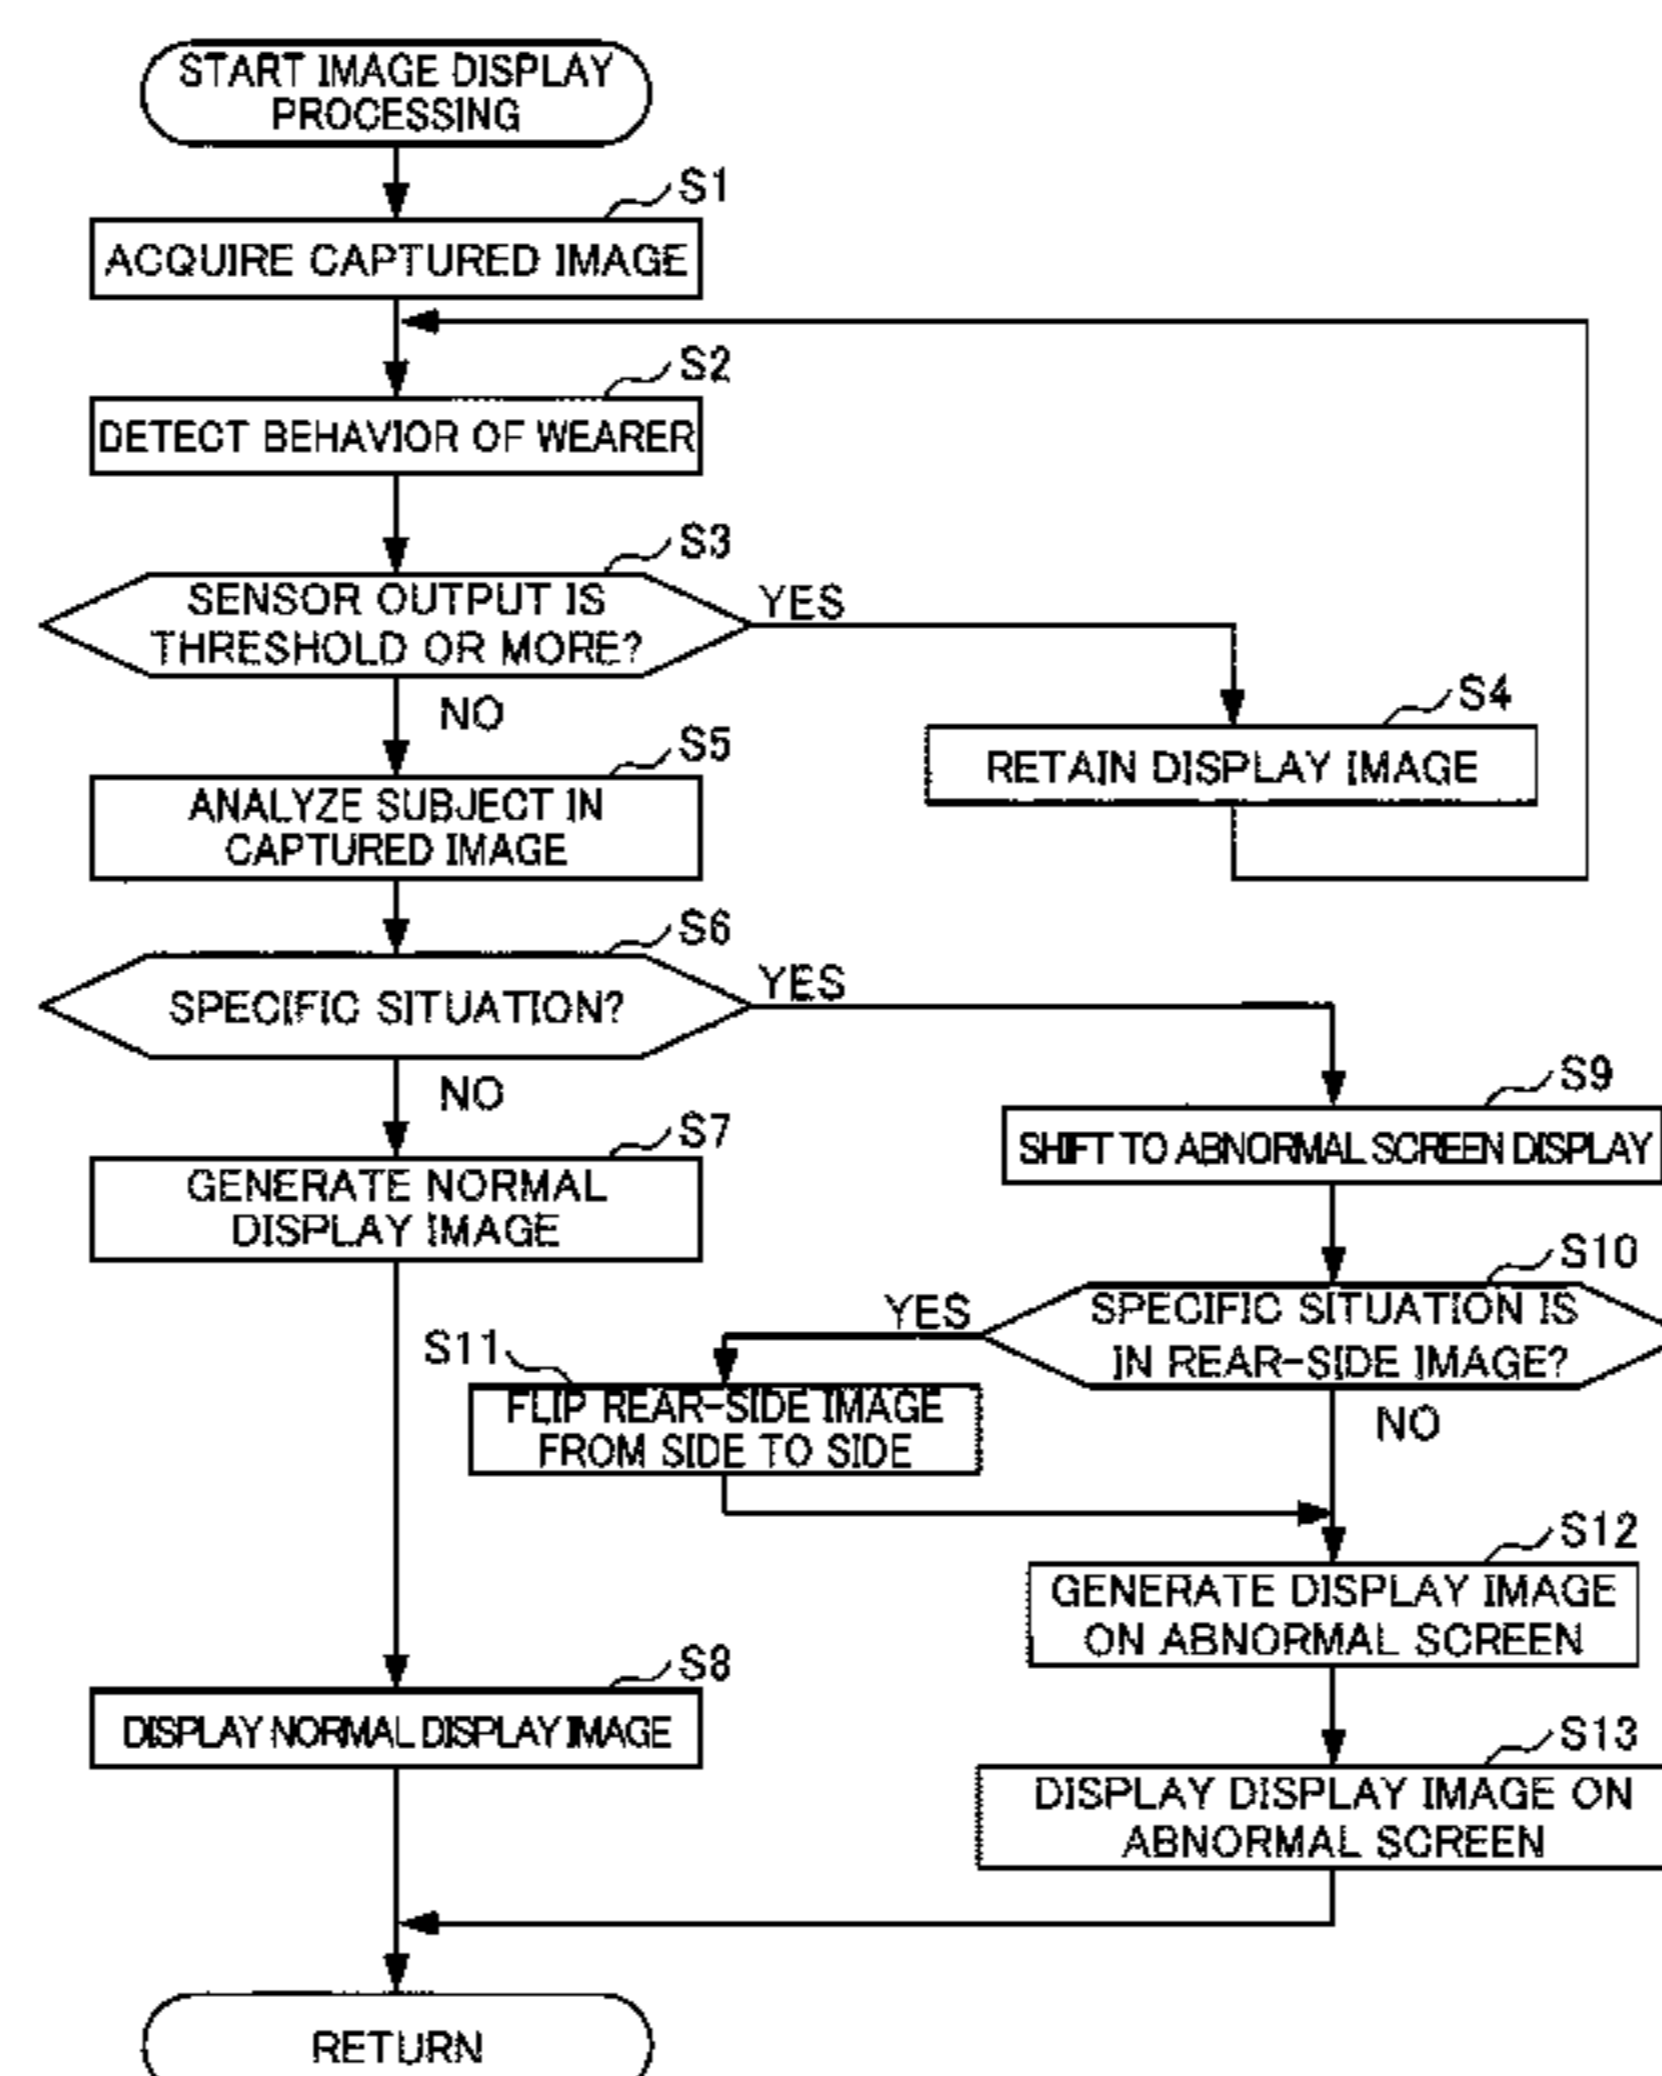 START IMAGE DISPLAY
PROCESSING
S1
ACQUIRE CAPTURED IMAGE
S2
DETECT BEHAVIOR OF WEARER
S3
SENSOR OUTPUT IS
THRESHOLD OR MORE?
YES
NO
S4
RETAIN DISPLAY IMAGE
S5
ANALYZE SUBJECT IN
CAPTURED IMAGE
S6
SPECIFIC SITUATION?
YES
NO
S7
GENERATE NORMAL
DISPLAY IMAGE
S8
DISPLAY NORMAL DISPLAY IMAGE
S9
SHIFT TO ABNORMAL SCREEN DISPLAY
S10
SPECIFIC SITUATION IS
IN REAR-SIDE IMAGE?
YES
NO
S11
FLIP REAR-SIDE IMAGE
FROM SIDE TO SIDE
S12
GENERATE DISPLAY IMAGE
ON ABNORMAL SCREEN
S13
DISPLAY DISPLAY IMAGE ON
ABNORMAL SCREEN
RETURN